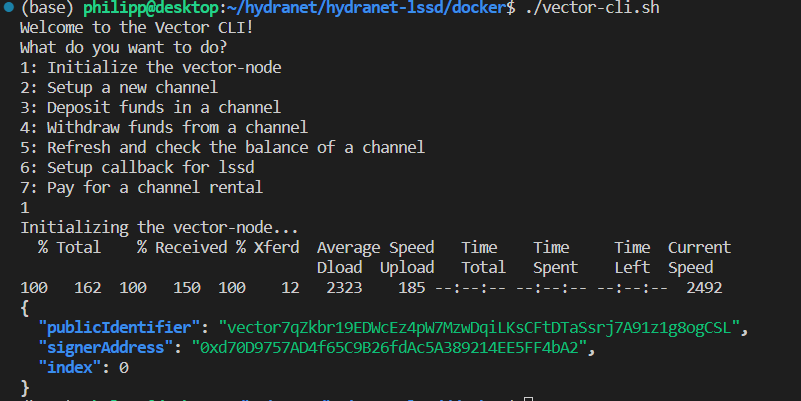 (base) philipp@desktop:~/hydranet/hydranet-lssd/docker$ ./vector-cli.sh
Welcome to the Vector CLI!
What do you want to do?
1: Initialize the vector-node
2: Setup a new channel
3: Deposit funds in a channel
4: Withdraw funds from a channel
5: Refresh and check the balance of a channel
6: Setup callback for lssd
7: Pay for a channel rental
1
Initializing the vector-node...
  % Total    % Received % Xferd  Average Speed   Time    Time     Time  Current
                                 Dload  Upload   Total   Spent    Left  Speed
100   162  100   150  100    12   2323    185 --:--:-- --:--:-- --:--:--  2492
{
  "publicIdentifier": "vector7qZkbr19EDWcEz4pW7MzwDqiLKsCFtDTaSsrj7A91z1g8ogCSL",
  "signerAddress": "0xd70D9757AD4f65C9B26fdAc5A389214EE5FF4bA2",
  "index": 0
}